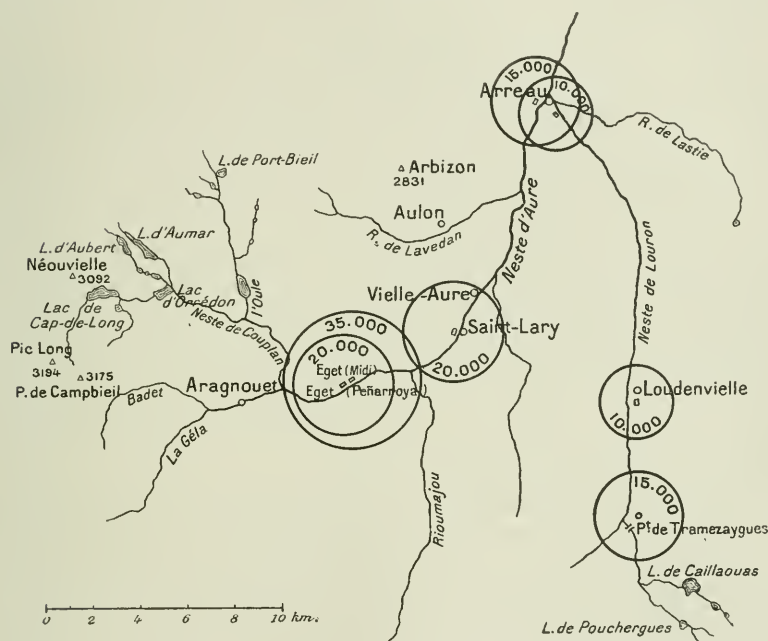 15.000
10.000
Arreau
R. de Lastie
L. de Port-Bieil
Arbizon
2831
Aulon
R. de Lavedan
Neste d'Aure
Neste de Louron
L. d'Aumar
L. d'Aubert
Néouvielle
3092
Lac d'Orrédon
l'Oule
Lac de
Cap-de-Long
Neste de Couplan
Vielle-Aure
Saint-Lary
20.000
35.000
20.000
Eget (Midi)
Eget (Peñarroya)
Pic Long
3194
3175
P. de Campbieil
Aragnouet
Badet
La Géla
Rioumajou
Loudenvielle
10.000
15.000
Pt de Tramezaygues
L. de Caillaouas
L. de Pouchergues
0 2 4 6 8 10 km.